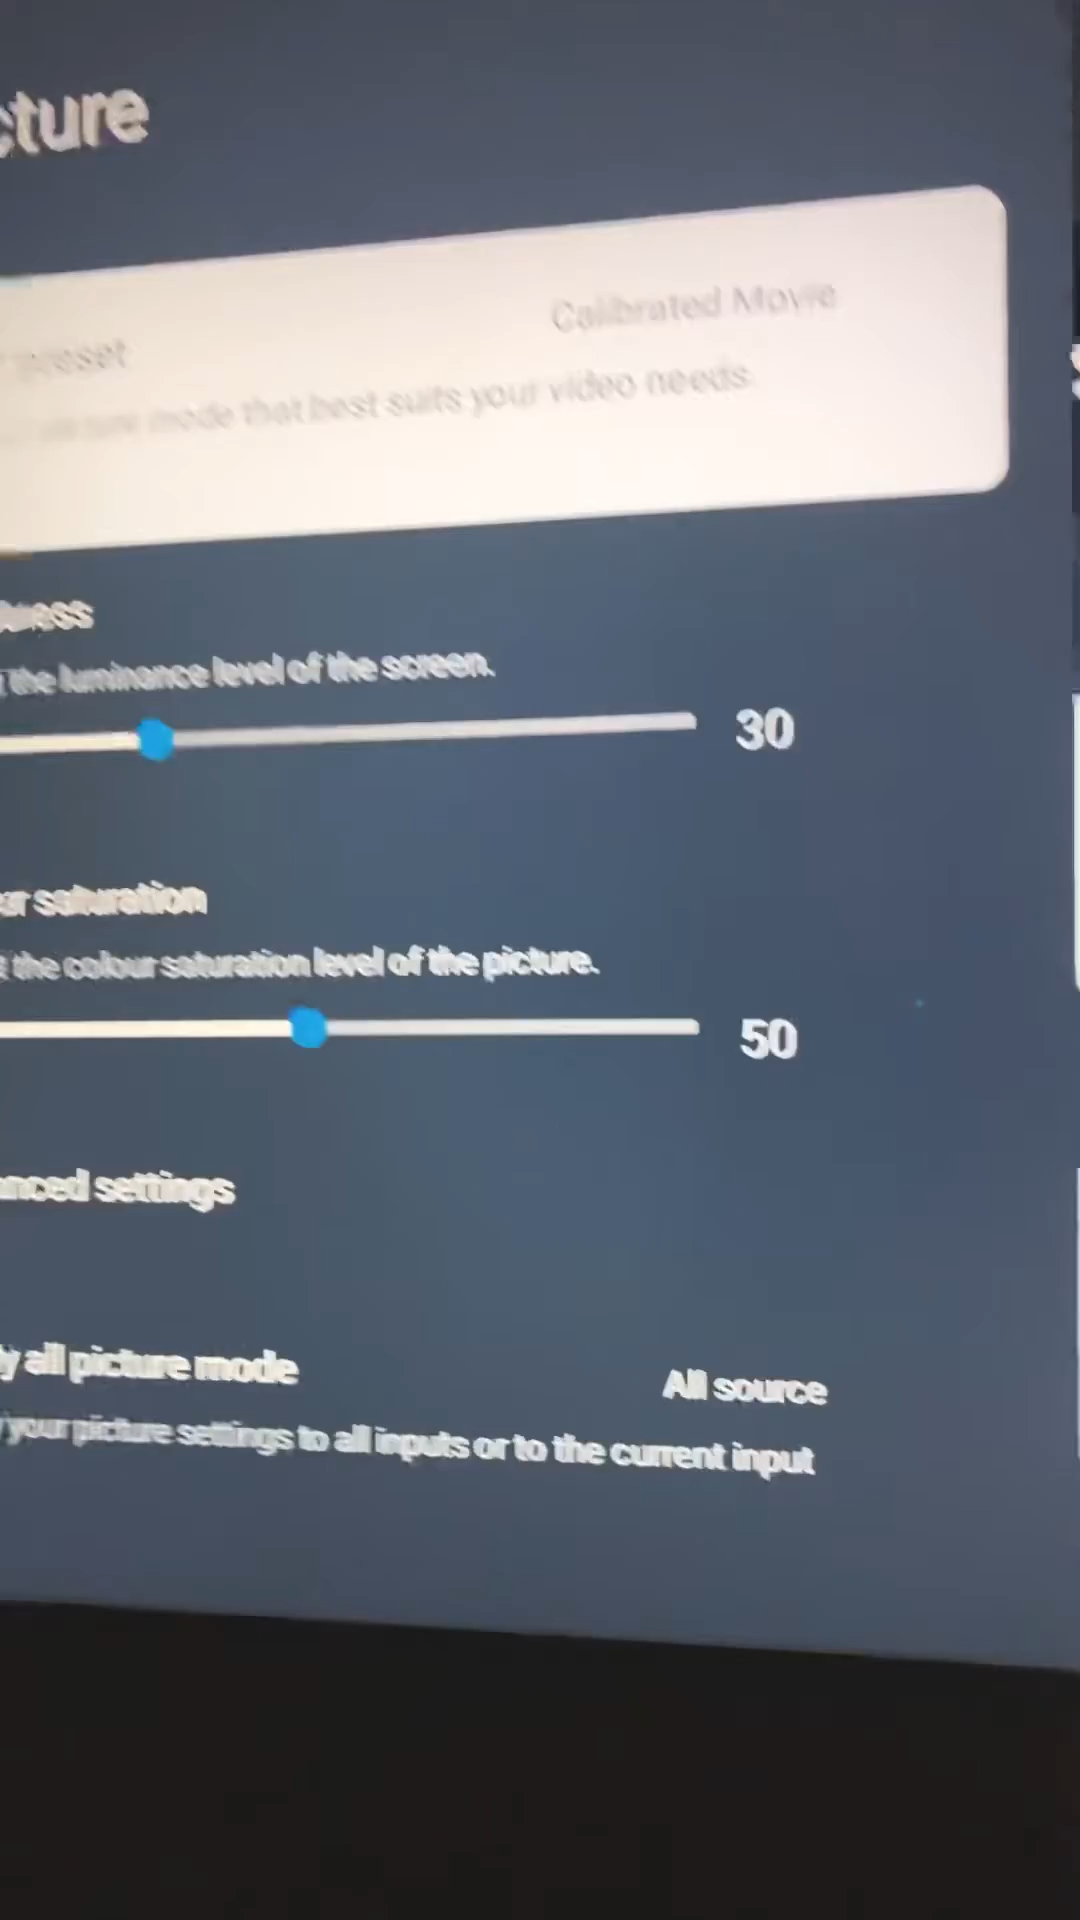 cture
preset
Calibrated Movie
mode that best suits your video needs.
the luminance level of the screen.
30
saturation
the colour saturation level of the picture.
50
settings
all picture mode
All source
your picture settings to all inputs or to the current input